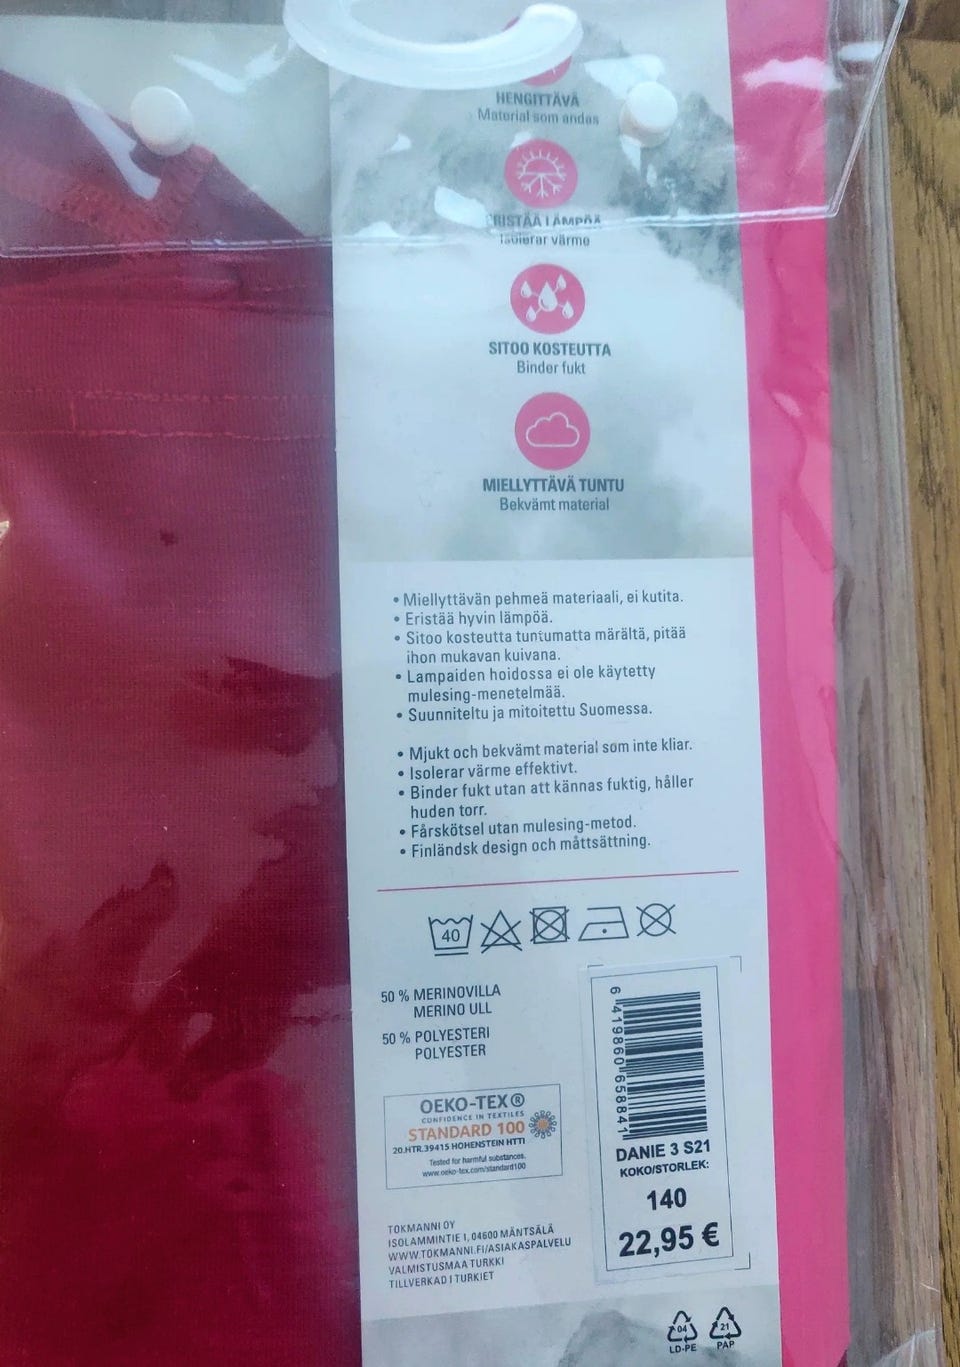 HENGITTÄVÄ
Material som andas
ERISTÄÄ LÄMPÖÄ
Isolerar värme
SITOO KOSTEUTTA
Binder fukt
MIELLYTTÄVÄ TUNTU
Bekvämt material
• Miellyttävän pehmeä materiaali, ei kutita.
• Eristää hyvin lämpöä.
• Sitoo kosteutta tuntumatta märältä, pitää
ihon mukavan kuivana.
• Lampaiden hoidossa ei ole käytetty
mulesing-menetelmää.
• Suunniteltu ja mitoitettu Suomessa.
• Mjukt och bekvämt material som inte kliar.
• Isolerar värme effektivt.
• Binder fukt utan att kännas fuktig, håller
huden torr.
• Fårskötsel utan mulesing-metod.
• Finländsk design och måttsättning.
40
50 % MERINOVILLA
MERINO ULL
50 % POLYESTERI
POLYESTER
OEKO-TEX®
CONFIDENCE IN TEXTILES
STANDARD 100
20.HTR.39415 HOHENSTEIN HTTI
Tested for harmful substances.
www.oeko-tex.com/standard100
TOKMANNI OY
ISOLAMMINTIE 1, 04600 MÄNTSÄLÄ
WWW.TOKMANNI.FI/ASIAKASPALVELU
VALMISTUSMAA TURKKI
TILLVERKAD I TURKIET
6 419860 658841
DANIE 3 S21
KOKO/STORLEK:
140
22,95 €
04
LD-PE
21
PAP